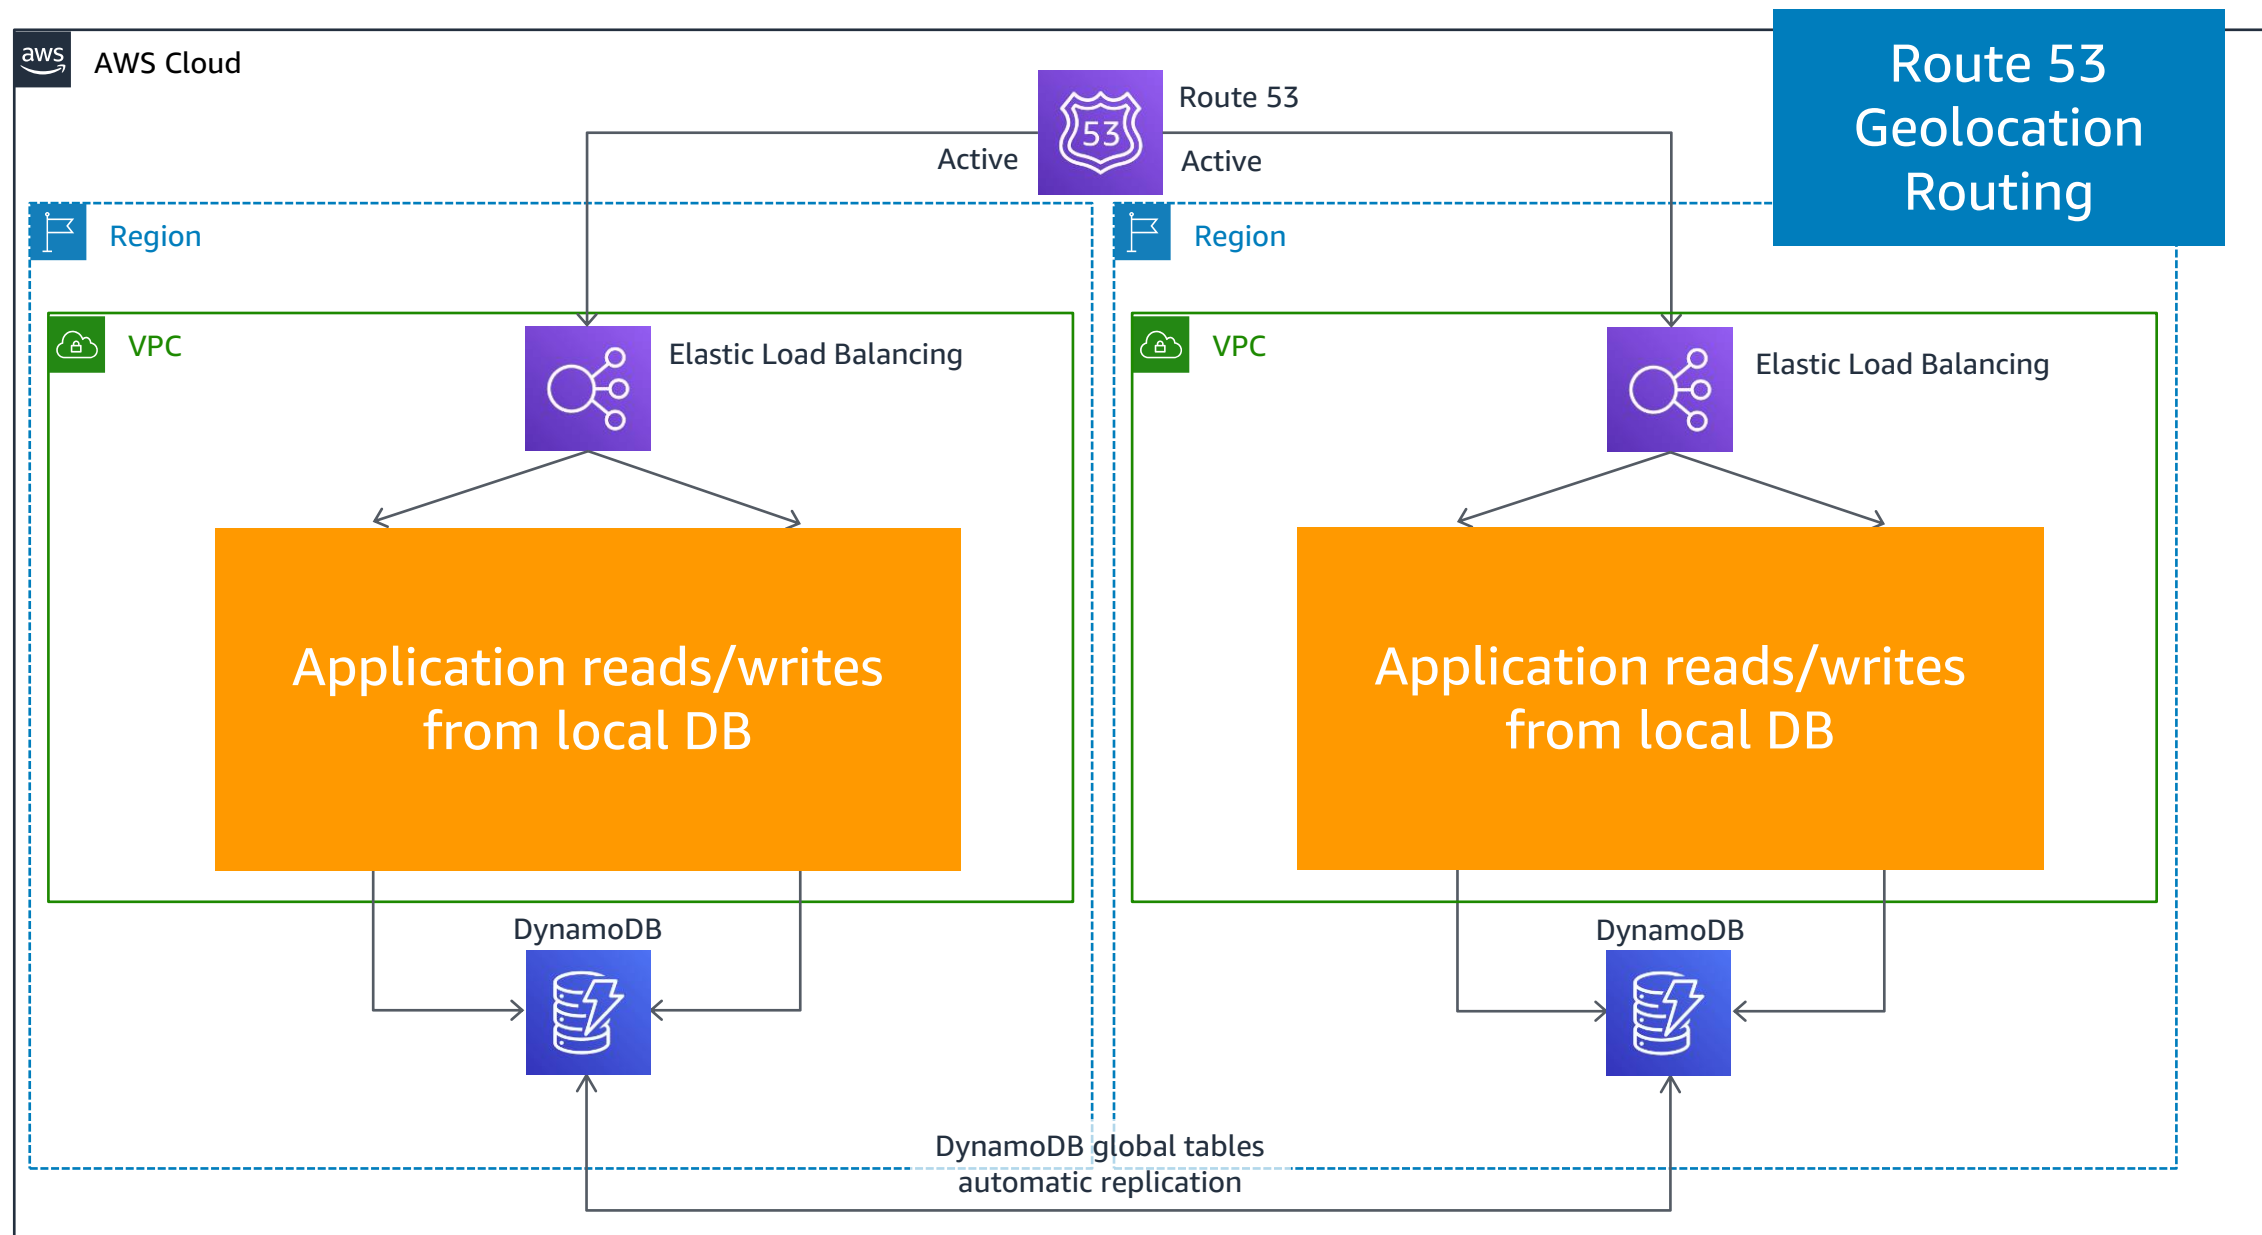 aws
AWS Cloud
Route 53
Geolocation
Routing
Route 53
53
Active
Active
Region
Region
VPC
Elastic Load Balancing
VPC
Elastic Load Balancing
Application reads/writes
from local DB
Application reads/writes
from local DB
DynamoDB
DynamoDB
DynamoDB global tables
automatic replication